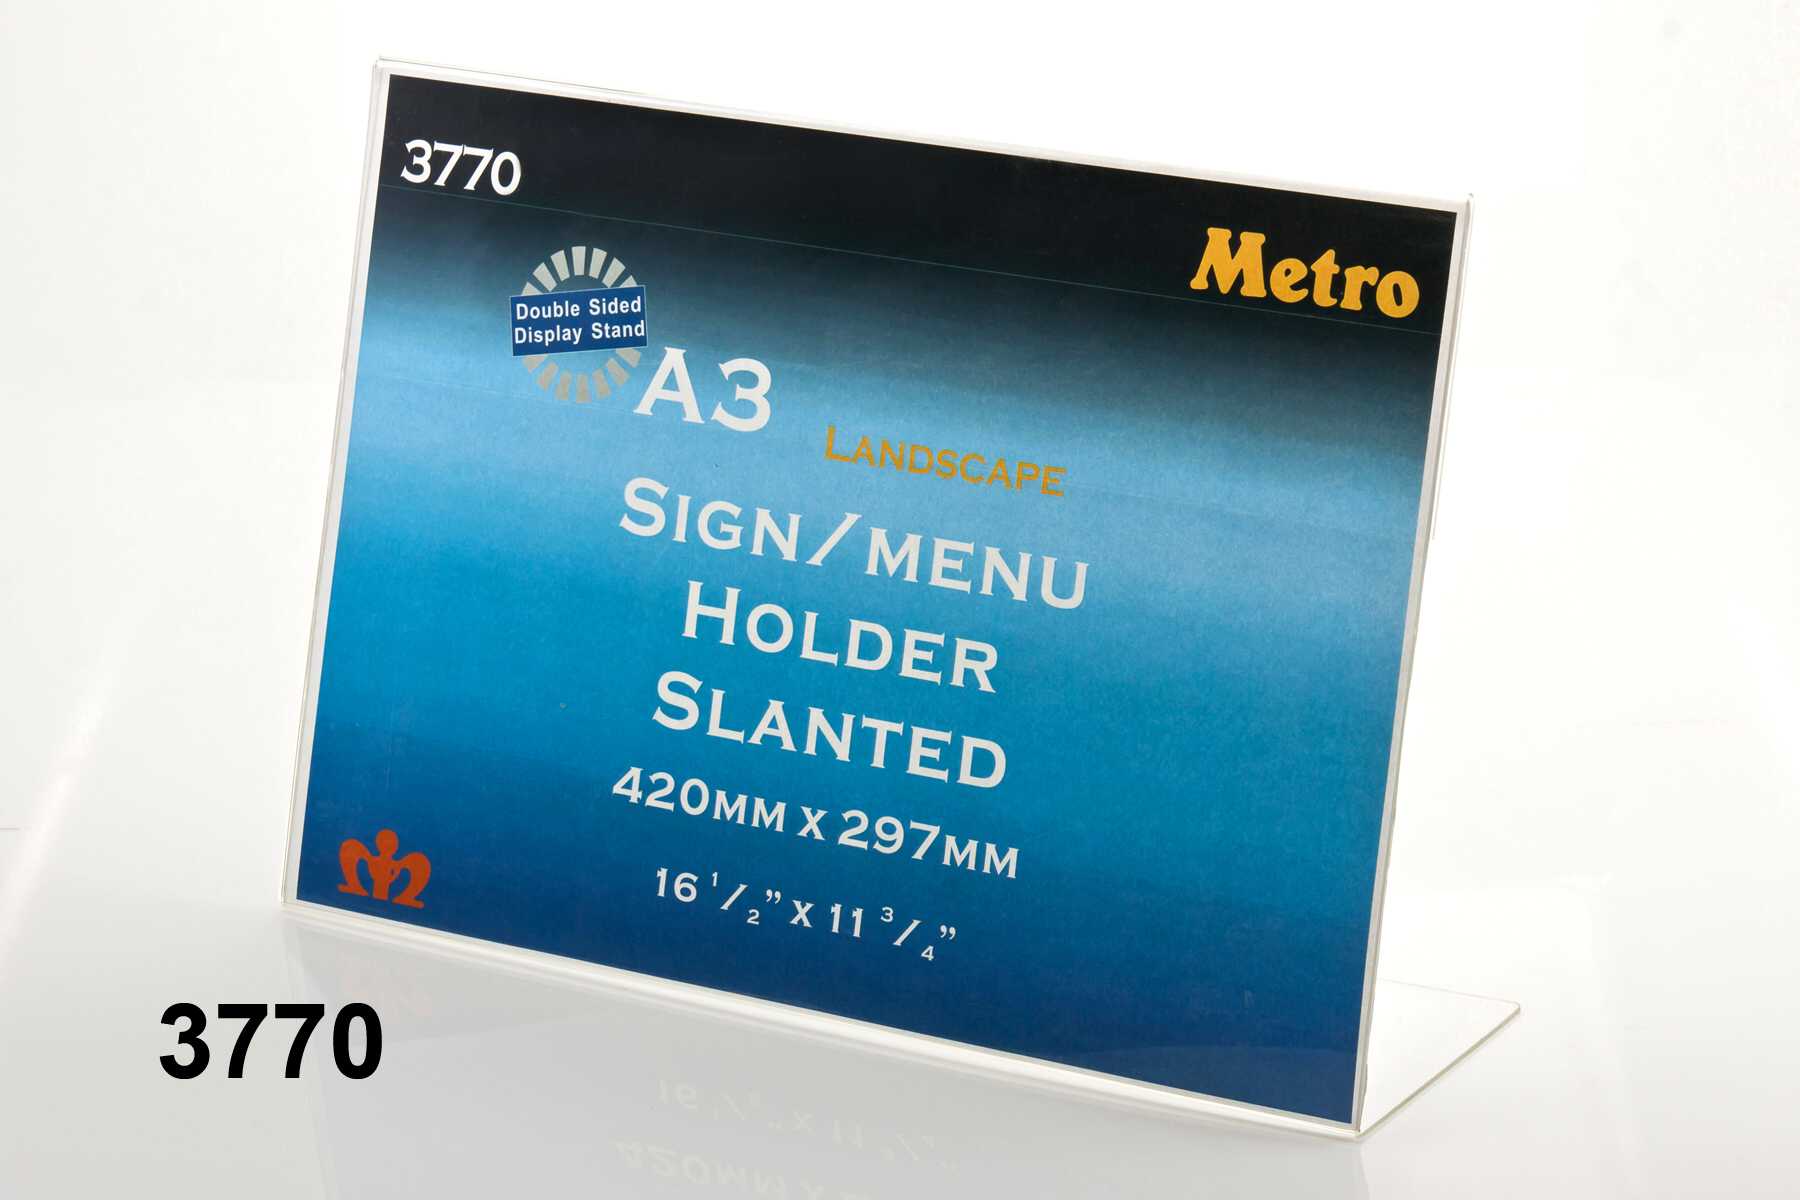 3770
Metro
Double Sided
Display Stand
A3
LANDSCAPE
SIGN/MENU
HOLDER
SLANTED
420MM X 297MM
16 1/2” X 11 3/4”
3770